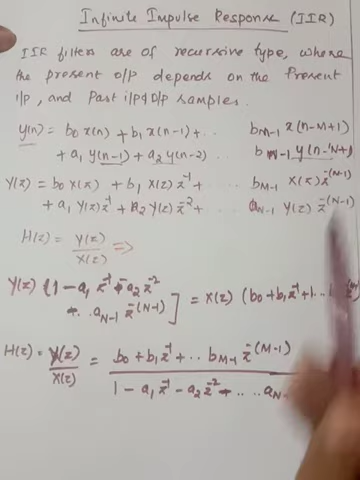 Infinite Impulse Response (IIR)
IIR filters are of recursive type, where
the present o/p depends on the Present
i/p, and Past i/p & o/p samples.
y(n) = b0 x(n) + b1 x(n-1) + .. bM-1 x(n-M+1)
+ a1 y(n-1) + a2 y(n-2) -- N-1 y(n-N+1)
Y(z) = b0 X(z) + b1 X(z) z^-1 + .. bM-1 X(z) z^-(N-1)
+ a1 Y(z) z^-1 + a2 Y(z) z^-2 + .. aN-1 Y(z) z^-(N-1)
H(z) = Y(z)/X(z) =>
Y(z) [1 - a1 z^-1 - a2 z^-2
- .. aN-1 z^-(N-1)] = X(z) (b0 + b1 z^-1 + ..
H(z) = Y(z)/X(z) = b0 + b1 z^-1 + .. bM-1 z^-(M-1)
1 - a1 z^-1 - a2 z^-2 - .. .. aN-